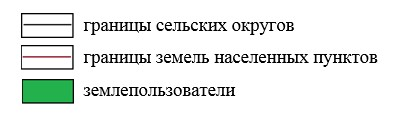 границы сельских округов
границы земель населенных пунктов
землепользователи